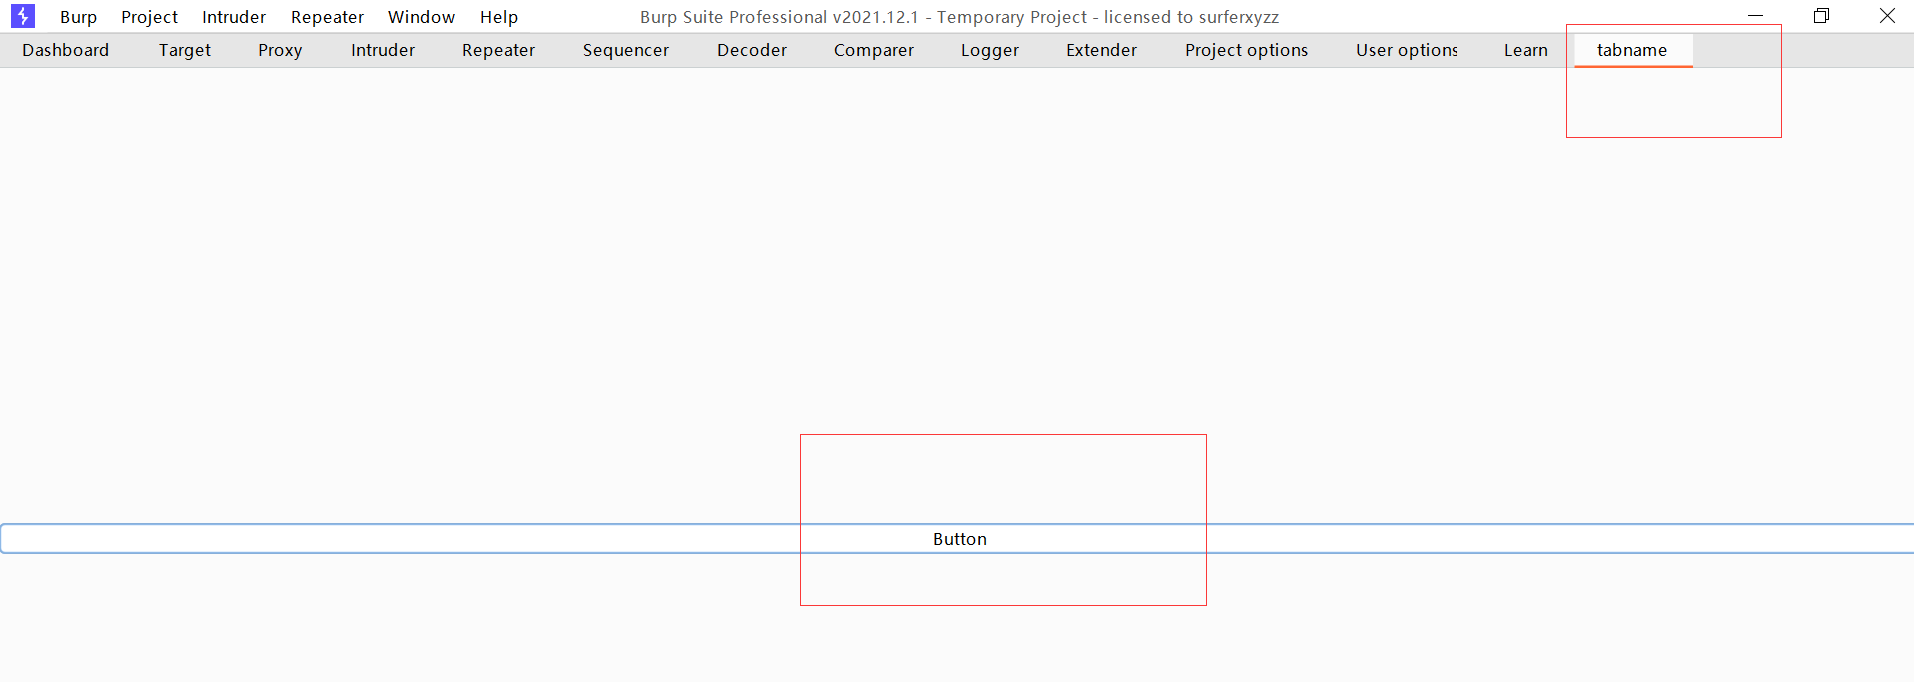 Burp Project Intruder Repeater Window Help Burp Suite Professional v2021.12.1 - Temporary Project - licensed to surferxyzz
Dashboard Target Proxy Intruder Repeater Sequencer Decoder Comparer Logger Extender Project options User options Learn tabname
Button